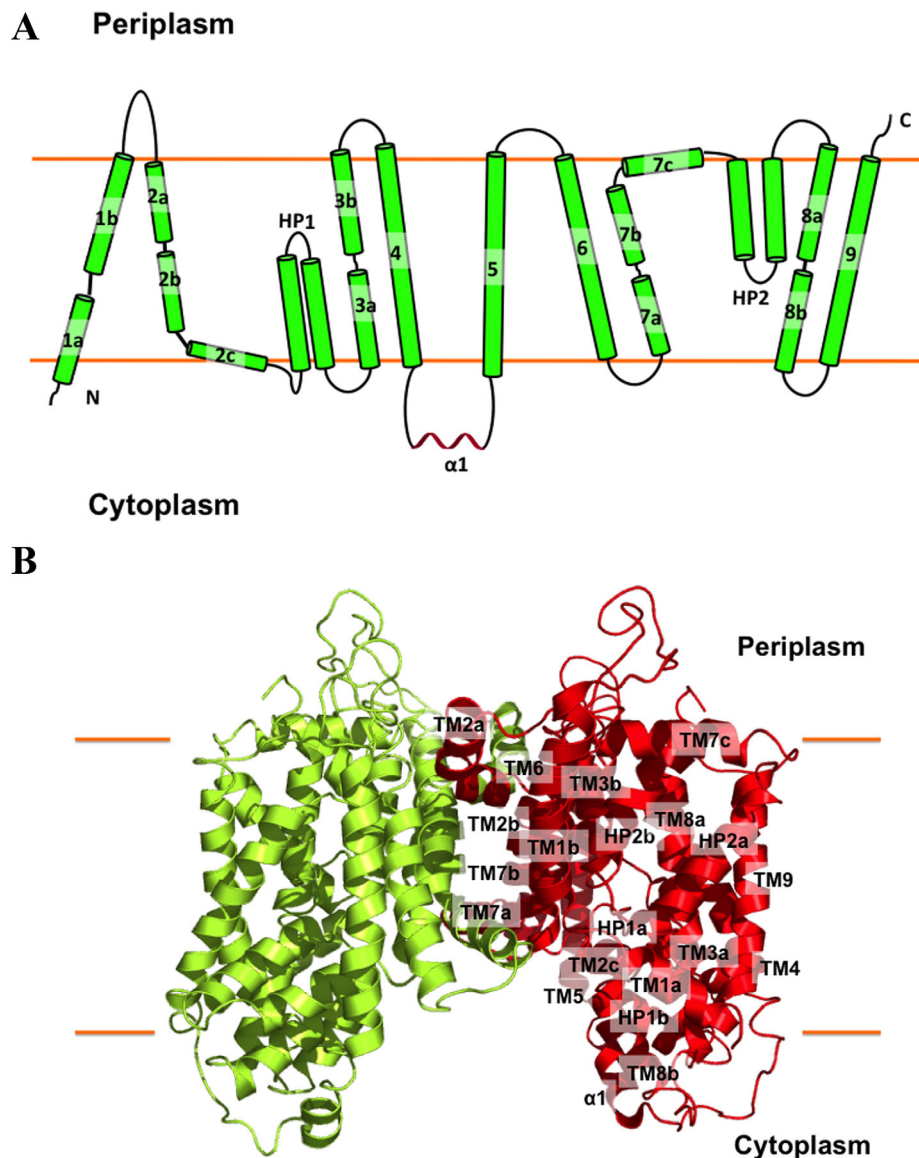 A
Periplasm
C
1b
2a
3b
7c
HP1
8a
2b
4
5
6
7b
9
1a
3a
7a
HP2
8b
2c
N
α1
Cytoplasm
B
Periplasm
TM2a
TM7c
TM6
TM3b
TM2b
TM8a
TM1b
HP2b
HP2a
TM7b
TM9
TM7a
HP1a
TM3a
TM2c
TM4
TM5
TM1a
HP1b
TM8b
α1
Cytoplasm